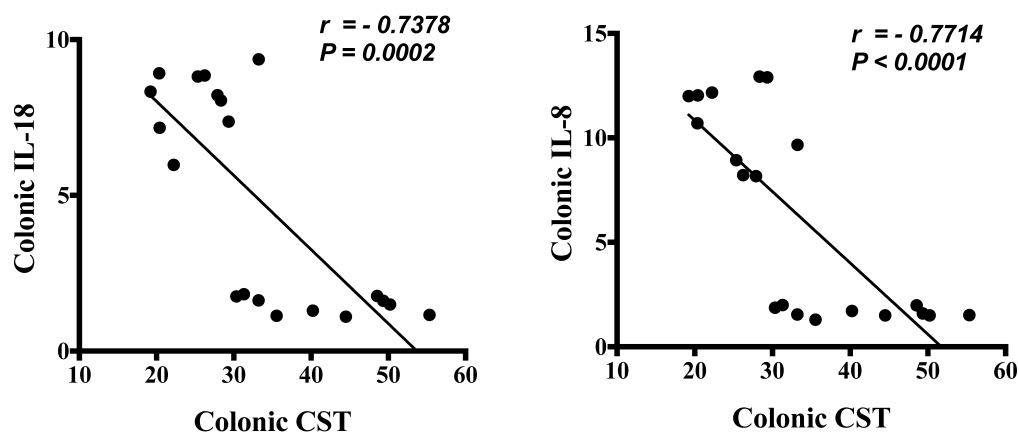 r = - 0.7378
P = 0.0002
10
5
0
Colonic IL-18
10 20 30 40 50 60
Colonic CST
r = - 0.7714
P < 0.0001
15
10
5
0
Colonic IL-8
10 20 30 40 50 60
Colonic CST